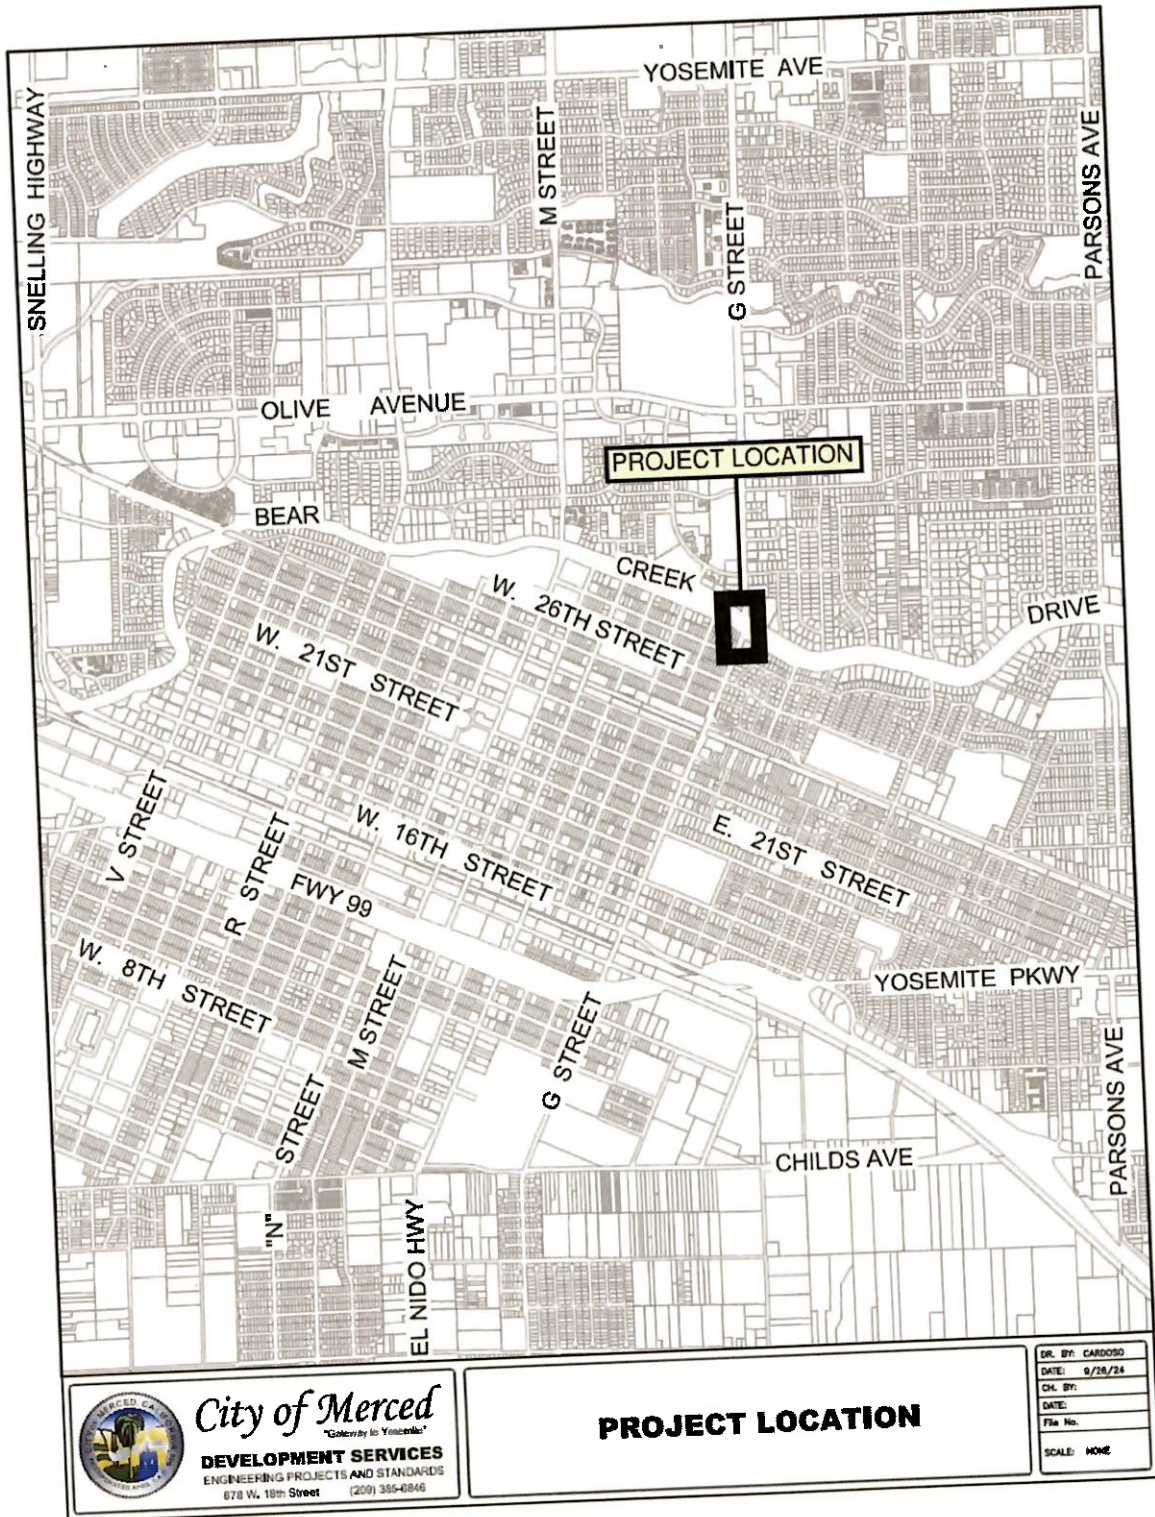 YOSEMITE AVE
SNELLING HIGHWAY
M STREET
G STREET
PARSONS AVE
OLIVE AVENUE
PROJECT LOCATION
BEAR
CREEK
DRIVE
W. 26TH STREET
W. 21ST STREET
V STREET
R STREET
W. 16TH STREET
E. 21ST STREET
FWY 99
W. 8TH STREET
M STREET
G STREET
YOSEMITE PKWY
PARSONS AVE
STREET
"N"
CHILDS AVE
EL NIDO HWY
City of Merced
"Gateway to Yosemite"
DEVELOPMENT SERVICES
ENGINEERING PROJECTS AND STANDARDS
678 W. 18th Street (209) 385-6846
PROJECT LOCATION
DR. BY: CARDOSO
DATE: 9/26/24
CH. BY:
DATE:
File No.
SCALE: NONE